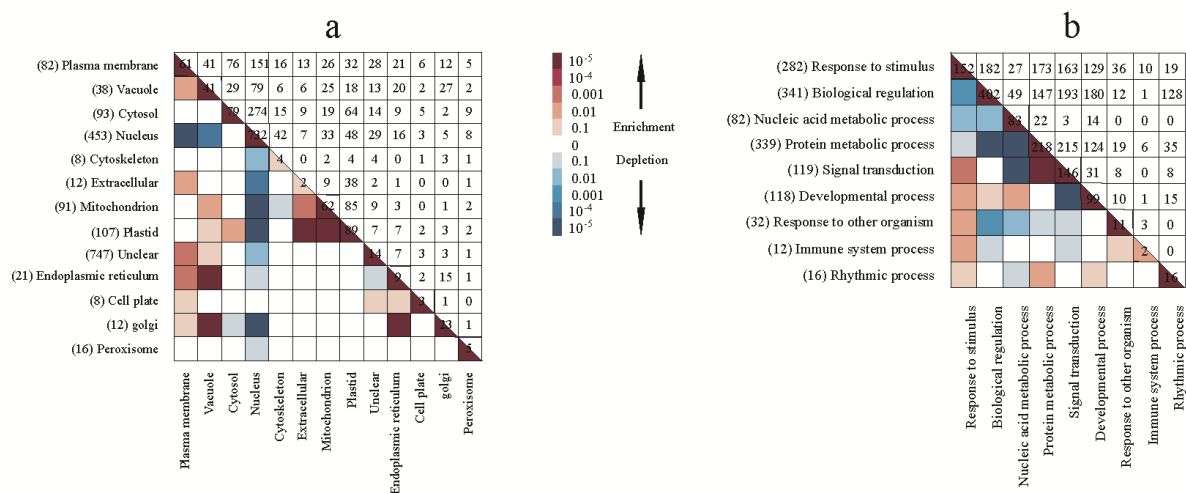 a
(82) Plasma membrane 61 41 76 151 16 13 26 32 28 21 6 12 5
(38) Vacuole 41 29 79 6 6 25 18 13 20 2 27 2
(93) Cytosol 79 274 15 9 19 64 14 9 5 2 9
(453) Nucleus 732 42 7 33 48 29 16 3 5 8
(8) Cytoskeleton 4 0 2 4 4 0 1 3 1
(12) Extracellular 2 9 38 2 1 0 0 1
(91) Mitochondrion 62 85 9 3 0 1 2
(107) Plastid 89 7 7 2 3 2
(747) Unclear 14 7 3 3 1
(21) Endoplasmic reticulum 9 2 15 1
(8) Cell plate 3 1 0
(12) golgi 23 1
(16) Peroxisome 5
Plasma membrane
Vacuole
Cytosol
Nucleus
Cytoskeleton
Extracellular
Mitochondrion
Plastid
Unclear
Endoplasmic reticulum
Cell plate
golgi
Peroxisome
10-5
10-4
0.001
0.01
0.1
0
0.1
0.01
0.001
10-4
10-5
Enrichment
Depletion
b
(282) Response to stimulus 152 182 27 173 163 129 36 10 19
(341) Biological regulation 402 49 147 193 180 12 1 128
(82) Nucleic acid metabolic process 83 22 3 14 0 0 0
(339) Protein metabolic process 218 215 124 19 6 35
(119) Signal transduction 146 31 8 0 8
(118) Developmental process 99 10 1 15
(32) Response to other organism 11 3 0
(12) Immune system process 2 0
(16) Rhythmic process 16
Response to stimulus
Biological regulation
Nucleic acid metabolic process
Protein metabolic process
Signal transduction
Developmental process
Response to other organism
Immune system process
Rhythmic process